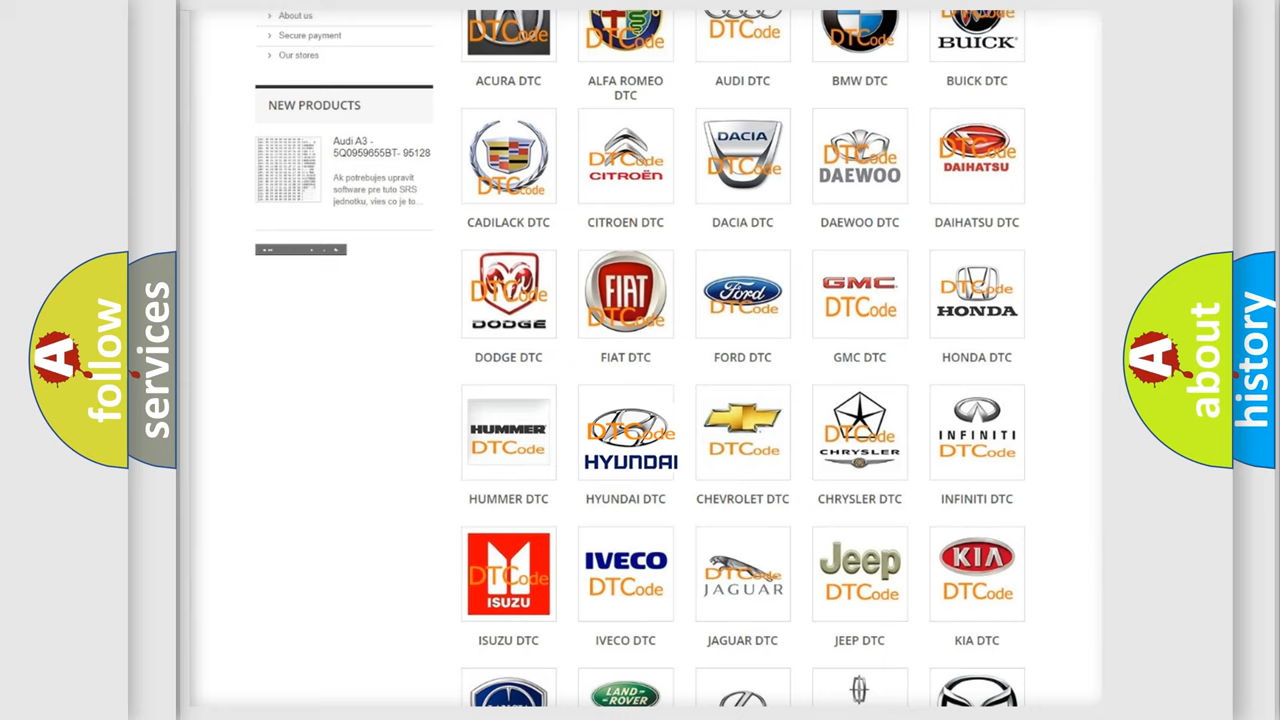 About us
Secure payment
Our stores
NEW PRODUCTS
Audi A3 -
5Q0959655BT- 95128
Ak potrebujes upravit
software pre tuto SRS
jednotku, vies co je to...
DTCode DTCode DTCode DTCode BUICK
ACURA DTC ALFA ROMEO DTC AUDI DTC BMW DTC BUICK DTC
DTCode DTCode CITROËN DACIA DTCode DTCode DAEWOO DTCode DAIHATSU
CADILACK DTC CITROEN DTC DACIA DTC DAEWOO DTC DAIHATSU DTC
DTCode DODGE FIAT DTCode Ford DTCode GMC DTCode DTCode HONDA
DODGE DTC FIAT DTC FORD DTC GMC DTC HONDA DTC
HUMMER DTCode DTCode HYUNDAI DTCode DTCode CHRYSLER INFINITI DTCode
HUMMER DTC HYUNDAI DTC CHEVROLET DTC CHRYSLER DTC INFINITI DTC
DTCode ISUZU IVECO DTCode DTCode JAGUAR Jeep DTCode KIA DTCode
ISUZU DTC IVECO DTC JAGUAR DTC JEEP DTC KIA DTC
LAND-ROVER
A follow
services
A about
history